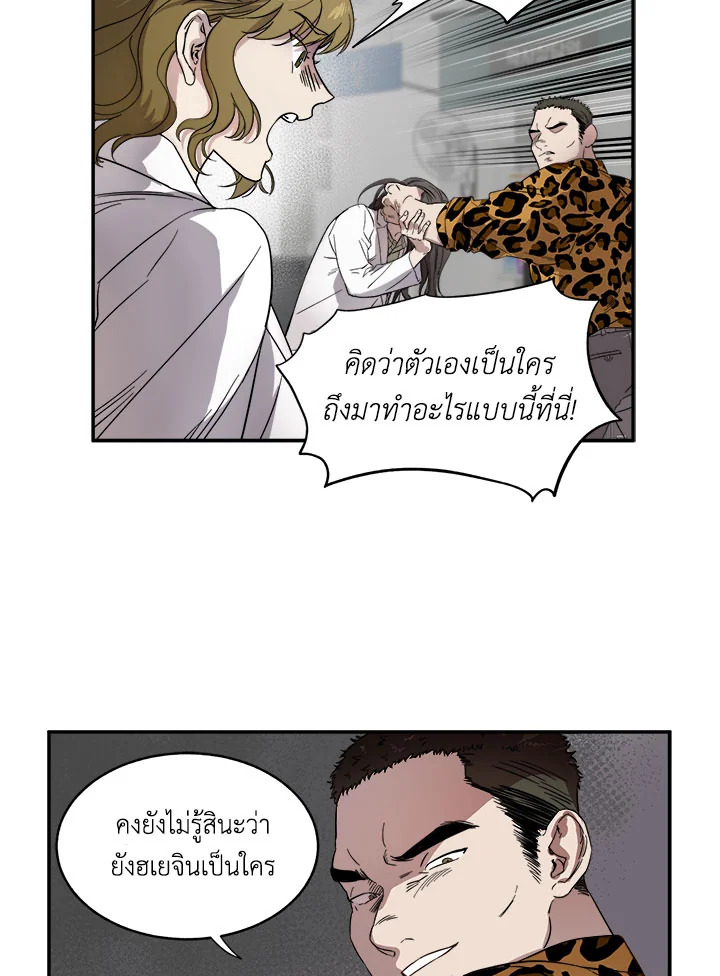 คิดว่าตัวเองเป็นใคร
ถึงมาทำอะไรแบบนี้ที่นี่!
คงยังไม่รู้สินะว่า
ยังฮเยจินเป็นใคร